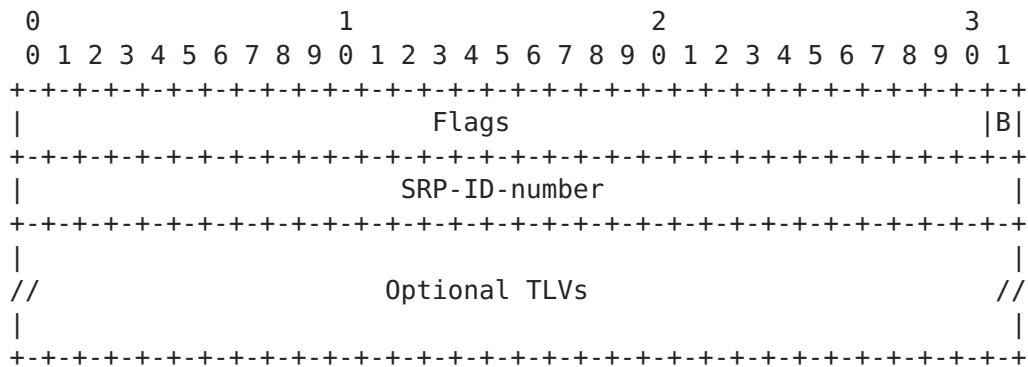 0                   1                   2                   3
 0 1 2 3 4 5 6 7 8 9 0 1 2 3 4 5 6 7 8 9 0 1 2 3 4 5 6 7 8 9 0 1
+-+-+-+-+-+-+-+-+-+-+-+-+-+-+-+-+-+-+-+-+-+-+-+-+-+-+-+-+-+-+-+-+
|                          Flags                              |B|
+-+-+-+-+-+-+-+-+-+-+-+-+-+-+-+-+-+-+-+-+-+-+-+-+-+-+-+-+-+-+-+-+
|                        SRP-ID-number                          |
+-+-+-+-+-+-+-+-+-+-+-+-+-+-+-+-+-+-+-+-+-+-+-+-+-+-+-+-+-+-+-+-+
|                                                               |
//                      Optional TLVs                          //
|                                                               |
+-+-+-+-+-+-+-+-+-+-+-+-+-+-+-+-+-+-+-+-+-+-+-+-+-+-+-+-+-+-+-+-+